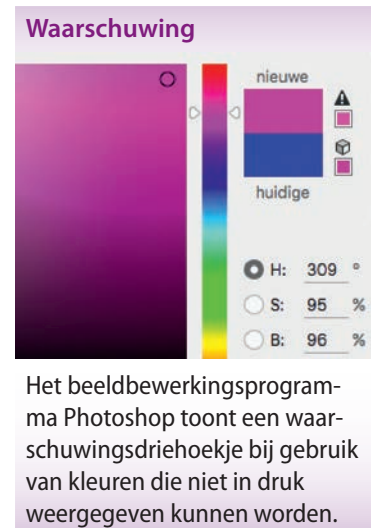 Waarschuwing
nieuwe
huidige
H: 309 °
S: 95 %
B: 96 %
Het beeldbewerkingsprogram-
ma Photoshop toont een waar-
schuwingsdriehoekje bij gebruik
van kleuren die niet in druk
weergegeven kunnen worden.